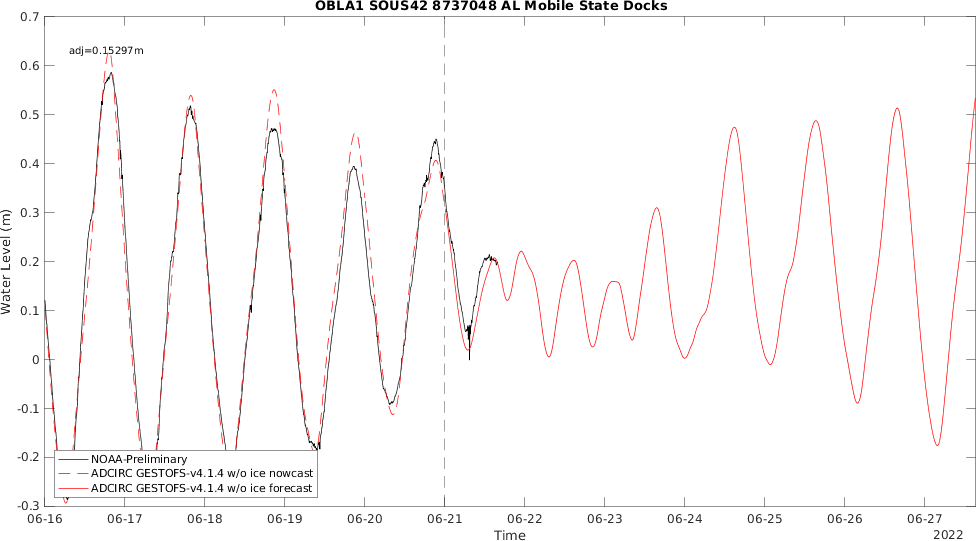 OBLA1 SOUS42 8737048 AL Mobile State Docks
0.7
adj=0.15297m
0.6
0.5
0.4
0.3
0.2
0.1
0
-0.1
-0.2
-0.3
Water Level (m)
NOAA-Preliminary
ADCIRC GESTOFS-v4.1.4 w/o ice nowcast
ADCIRC GESTOFS-v4.1.4 w/o ice forecast
06-16 06-17 06-18 06-19 06-20 06-21 06-22 06-23 06-24 06-25 06-26 06-27
Time
2022